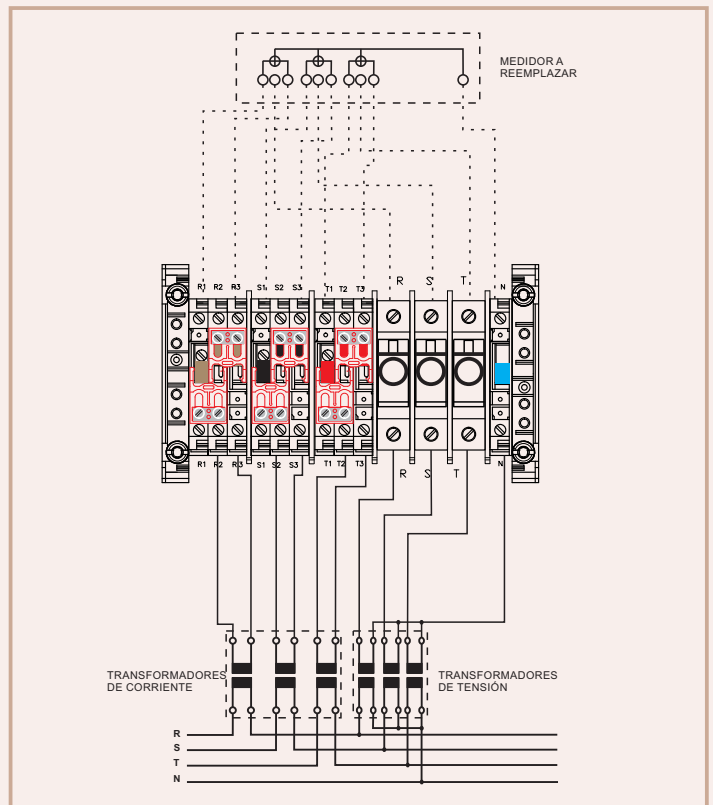 MEDIDOR A
REEMPLAZAR
R S T
R1 R2 R3 S1 S2 S3 T1 T2 T3 N
R1 R2 R3 S1 S2 S3 T1 T2 T3 N
R S T
TRANSFORMADORES
DE CORRIENTE
TRANSFORMADORES
DE TENSIÓN
R
S
T
N